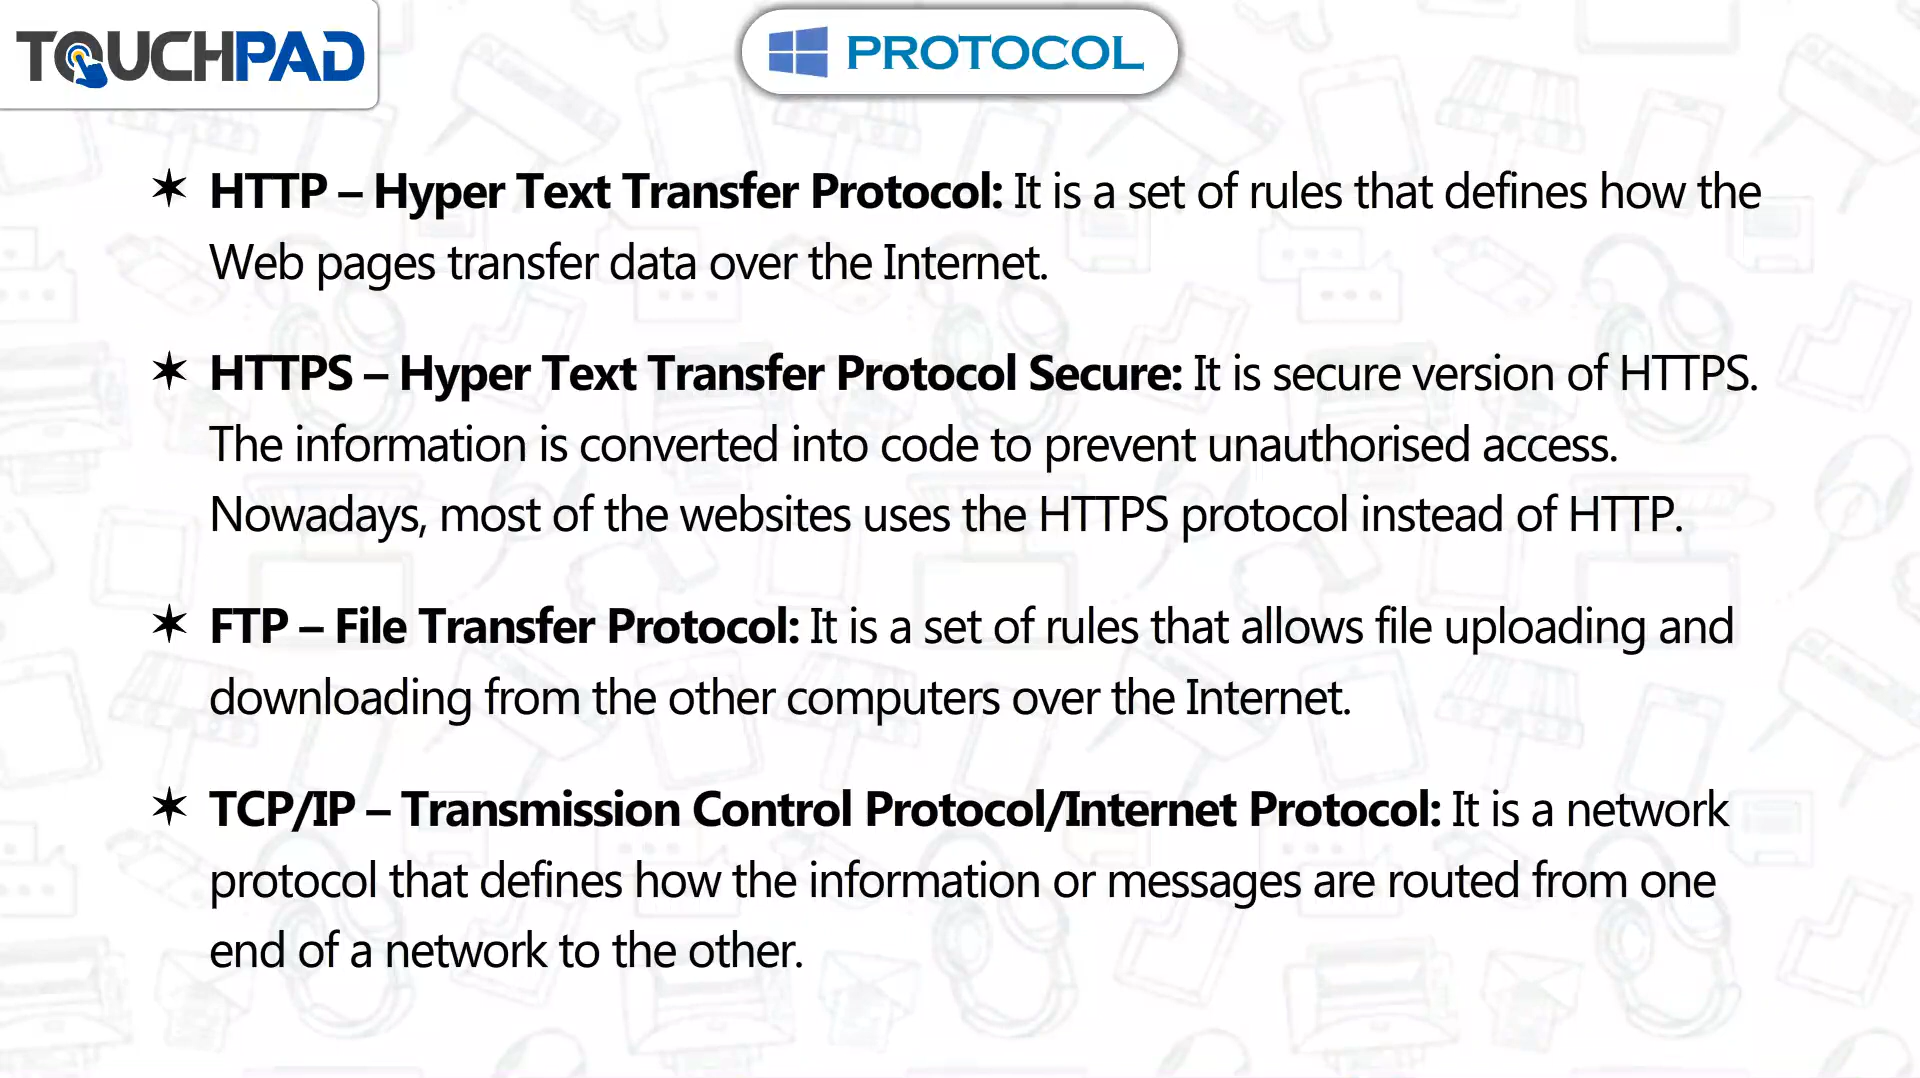 TOUCHPAD
PROTOCOL
✶ HTTP – Hyper Text Transfer Protocol: It is a set of rules that defines how the
Web pages transfer data over the Internet.
✶ HTTPS – Hyper Text Transfer Protocol Secure: It is secure version of HTTPS.
The information is converted into code to prevent unauthorised access.
Nowadays, most of the websites uses the HTTPS protocol instead of HTTP.
✶ FTP – File Transfer Protocol: It is a set of rules that allows file uploading and
downloading from the other computers over the Internet.
✶ TCP/IP – Transmission Control Protocol/Internet Protocol: It is a network
protocol that defines how the information or messages are routed from one
end of a network to the other.